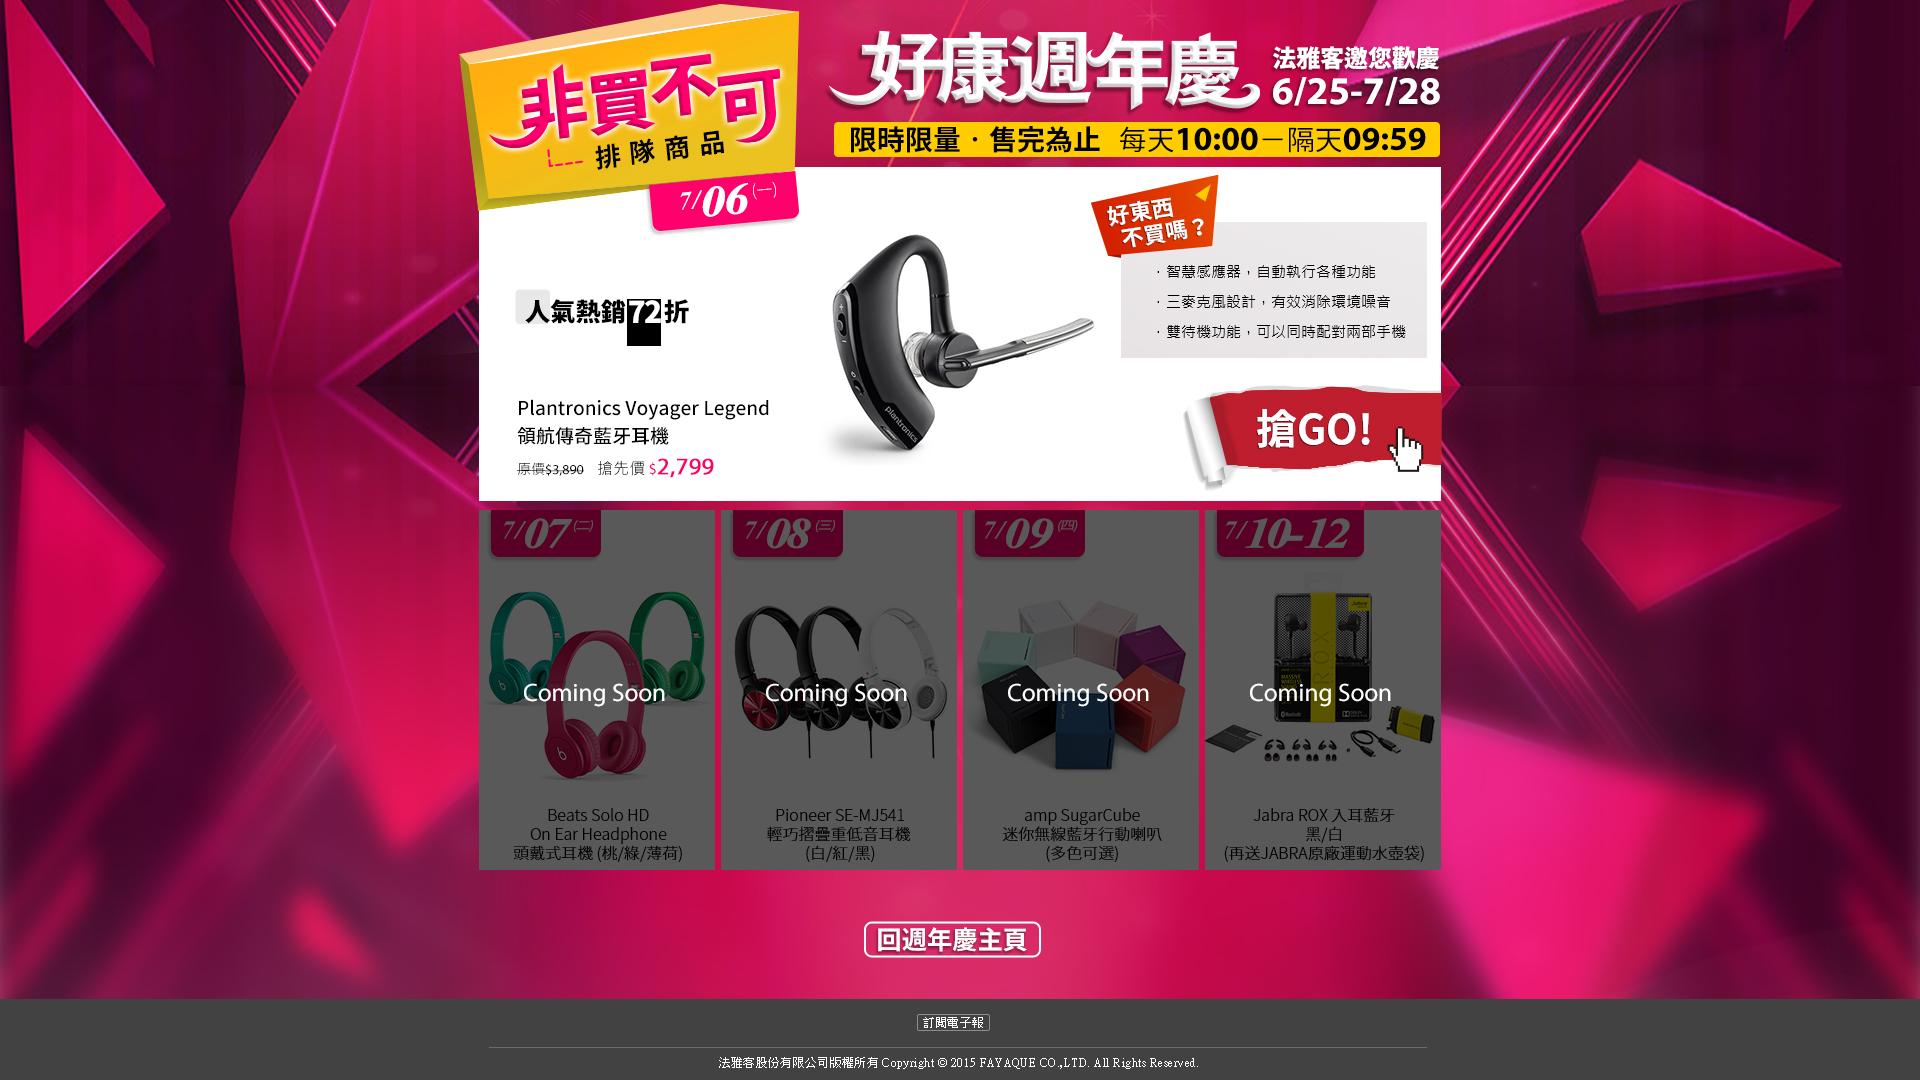 非買不可
排隊商品
好康週年慶
法雅客邀您歡慶
6/25-7/28
限時限量．售完為止 每天10:00－隔天09:59
7/06(一)
好東西
不買嗎？
．智慧感應器，自動執行各種功能
．三麥克風設計，有效消除環境噪音
．雙待機功能，可以同時配對兩部手機
人氣熱銷72折
plantronics
Plantronics Voyager Legend
領航傳奇藍牙耳機
原價$3,890 搶先價 $2,799
搶GO!
7/07(二)
7/08(三)
7/09(四)
7/10-12
ROX
Coming Soon
Coming Soon
Coming Soon
Coming Soon
Beats Solo HD
On Ear Headphone
頭戴式耳機 (桃/綠/薄荷)
Pioneer SE-MJ541
輕巧摺疊重低音耳機
(白/紅/黑)
amp SugarCube
迷你無線藍牙行動喇叭
(多色可選)
Jabra ROX 入耳藍牙
黑/白
(再送JABRA原廠運動水壺袋)
回週年慶主頁
訂閱電子報
法雅客股份有限公司版權所有 Copyright © 2015 FAYAQUE CO.,LTD. All Rights Reserved.